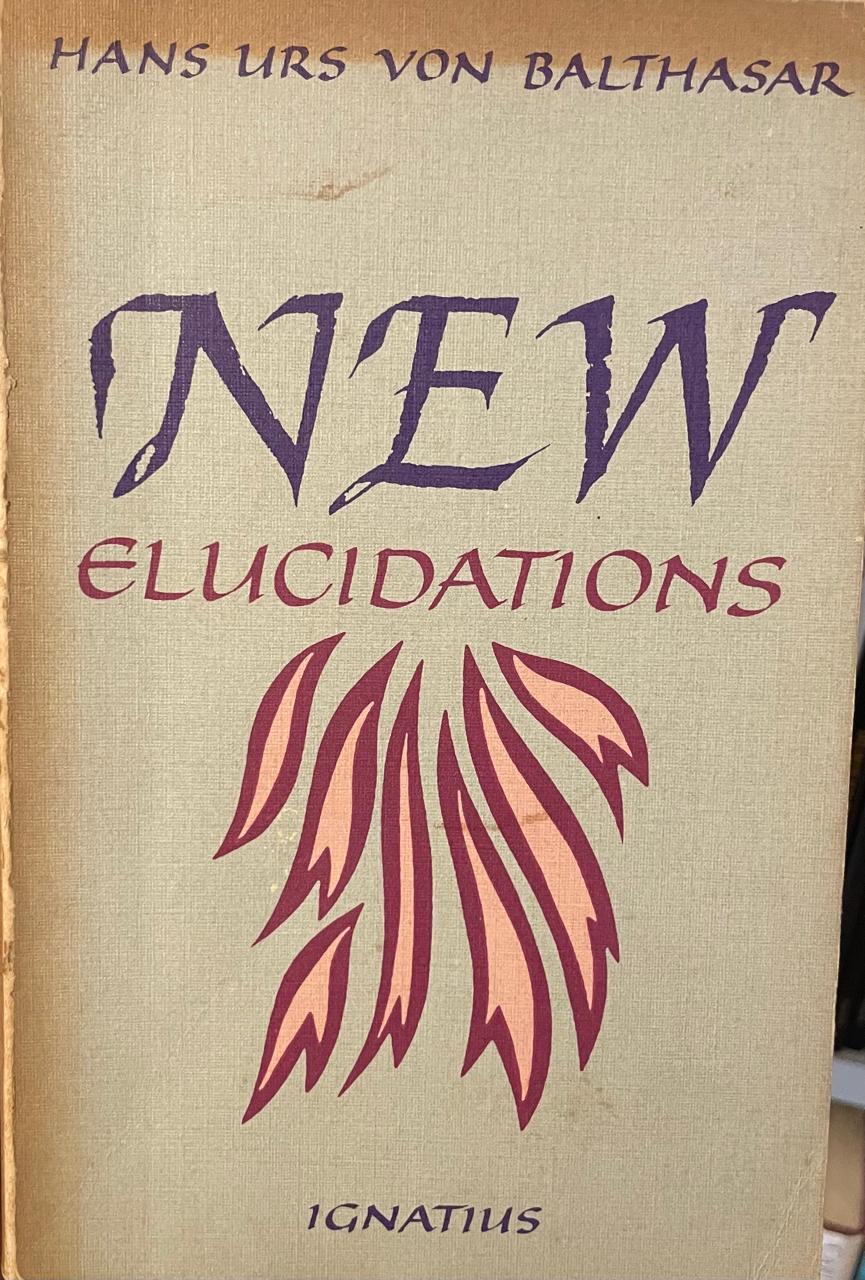 HANS URS VON BALTHASAR
NEW
ELUCIDATIONS
IGNATIUS